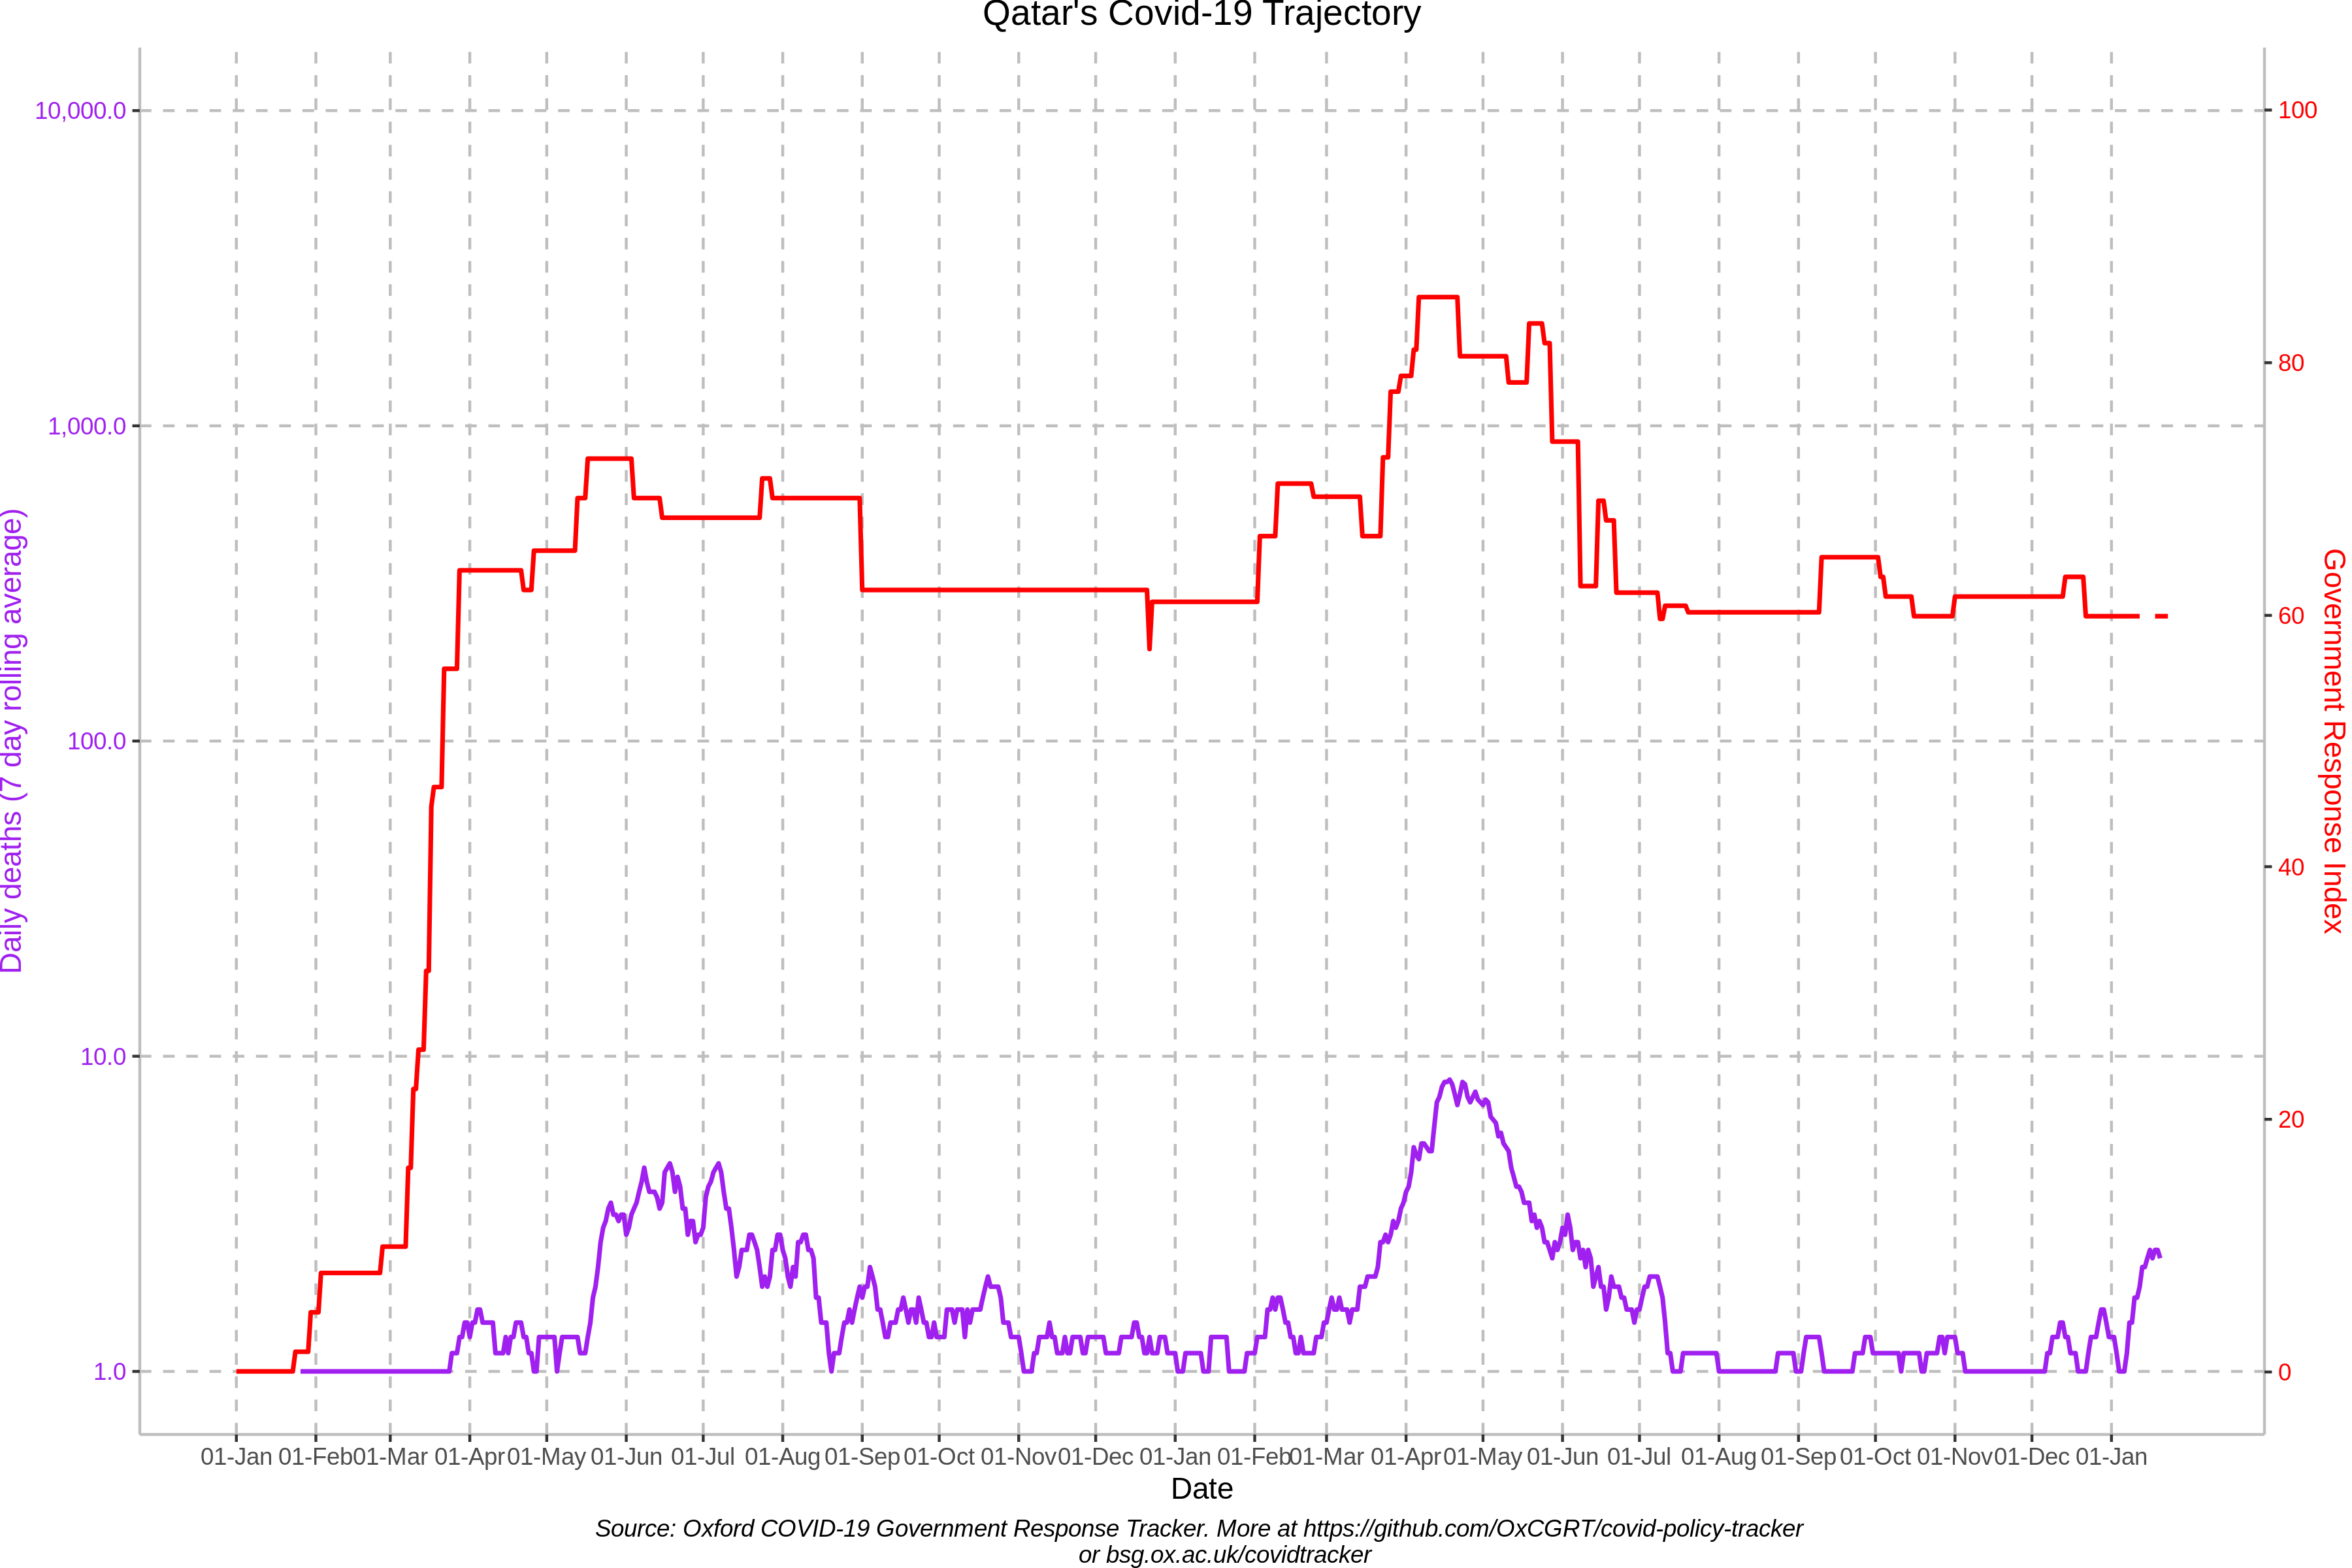 Qatar's Covid-19 Trajectory
10,000.0
1,000.0
100.0
10.0
1.0
Daily deaths (7 day rolling average)
100
80
60
40
20
0
Government Response Index
01-Jan 01-Feb 01-Mar 01-Apr 01-May 01-Jun 01-Jul 01-Aug 01-Sep 01-Oct 01-Nov 01-Dec 01-Jan 01-Feb 01-Mar 01-Apr 01-May 01-Jun 01-Jul 01-Aug 01-Sep 01-Oct 01-Nov 01-Dec 01-Jan
Date
Source: Oxford COVID-19 Government Response Tracker. More at https://github.com/OxCGRT/covid-policy-tracker
or bsg.ox.ac.uk/covidtracker